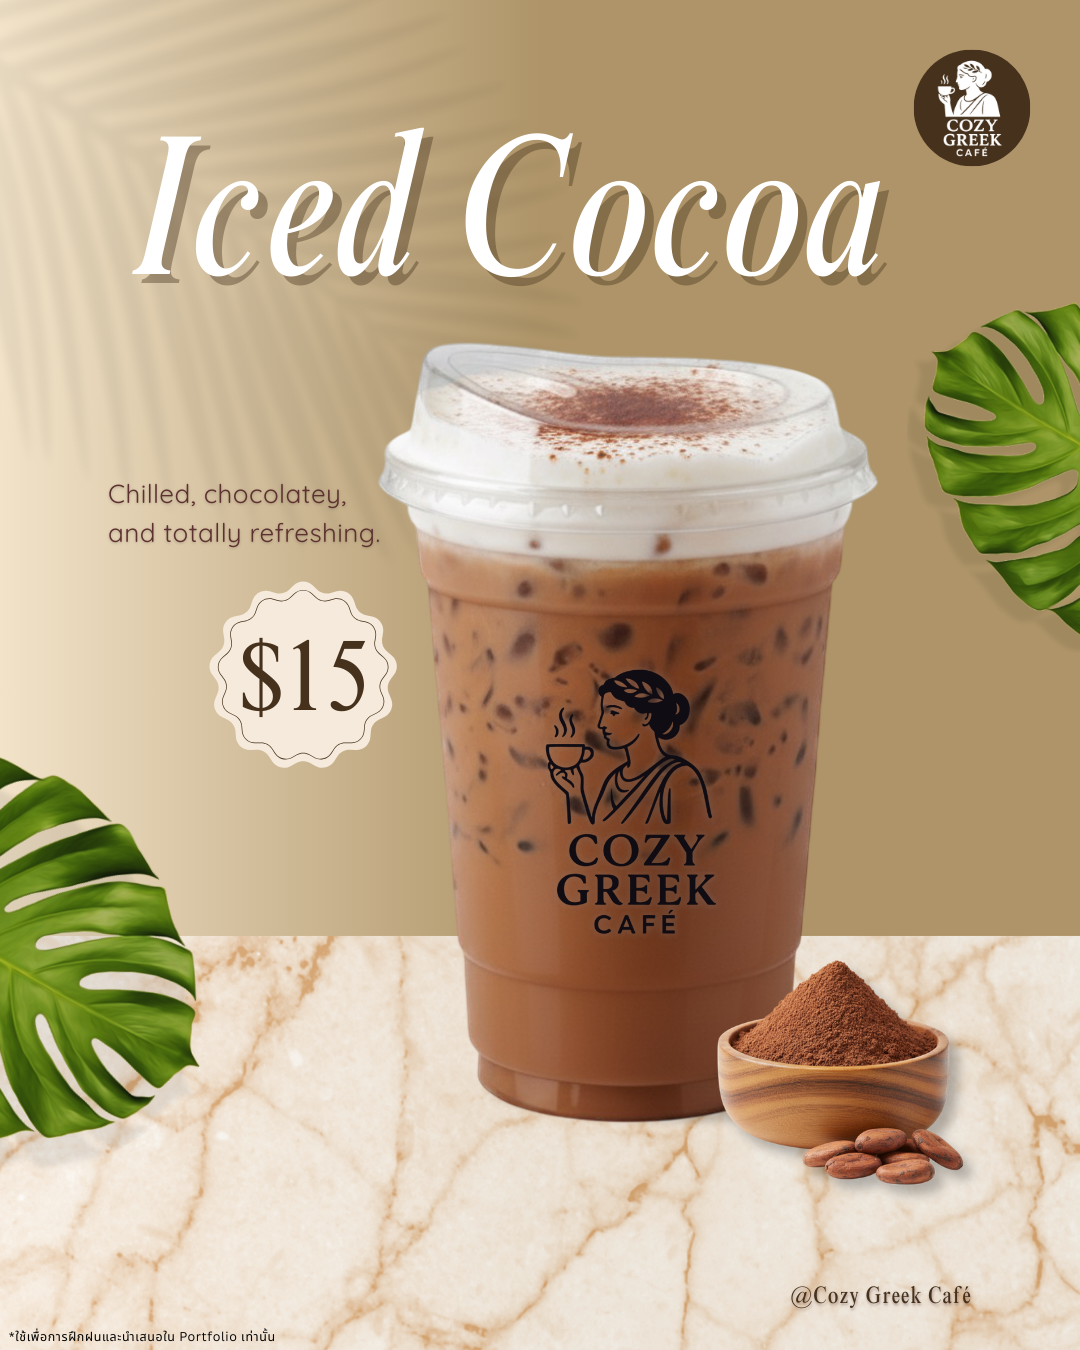 COZY
GREEK
CAFÉ
Iced Cocoa
Chilled, chocolatey,
and totally refreshing.
$15
COZY
GREEK
CAFÉ
@Cozy Greek Café
*ใช้เพื่อการฝึกฝนและนำเสนอใน Portfolio เท่านั้น